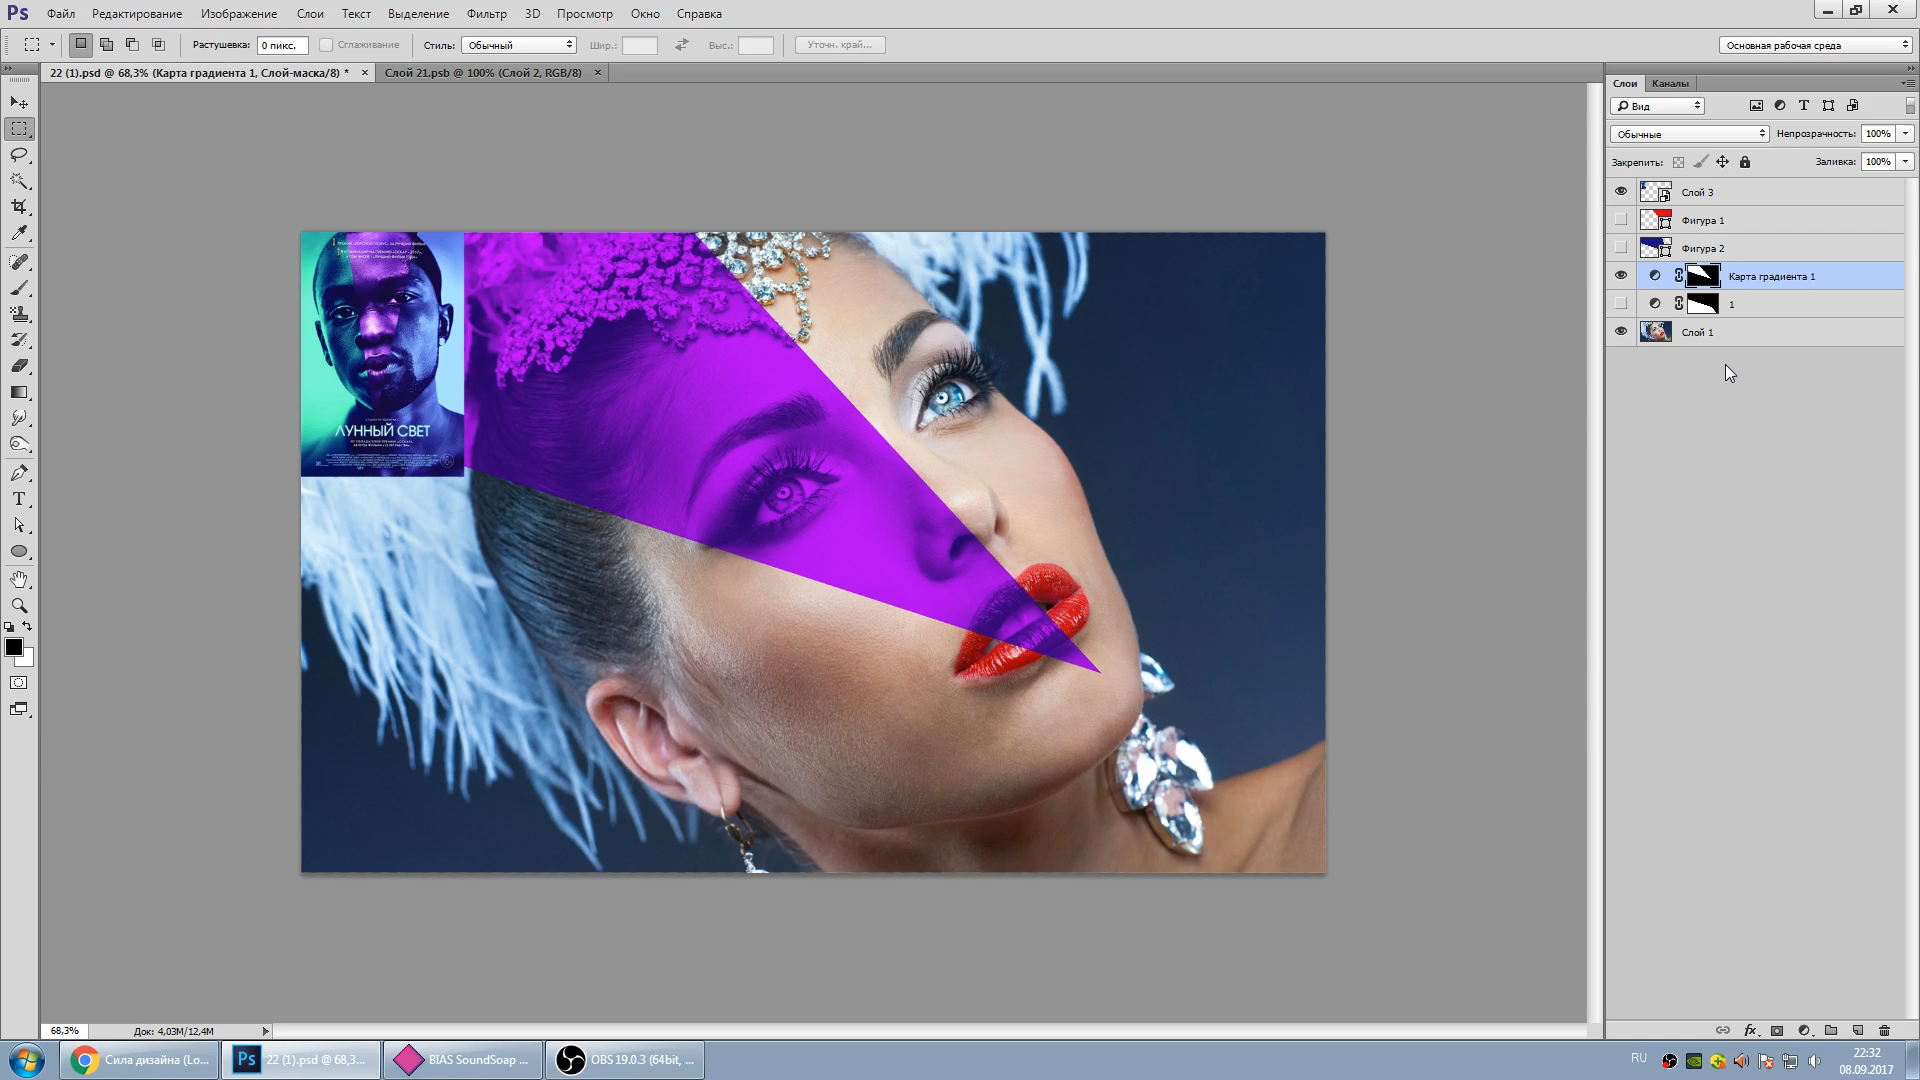 Ps Файл Редактирование Изображение Слои Текст Выделение Фильтр 3D Просмотр Окно Справка
Растушевка: 0 пикс. Сглаживание Стиль: Обычный Шир.: Выс.: Уточн. край... Основная рабочая среда
22 (1).psd @ 68,3% (Карта градиента 1, Слой-маска/8) * × Слой 21.psb @ 100% (Слой 2, RGB/8) ×
Слои Каналы
Вид
Обычные Непрозрачность: 100%
Закрепить: Заливка: 100%
Слой 3
Фигура 1
Фигура 2
Карта градиента 1
1
Слой 1
ЛУННЫЙ СВЕТ
68,3% Док: 4,03M/12,4M
Сила дизайна (Lo... Ps 22 (1).psd @ 68,3... BIAS SoundSoap ... OBS 19.0.3 (64bit, ...
RU 22:32
08.09.2017